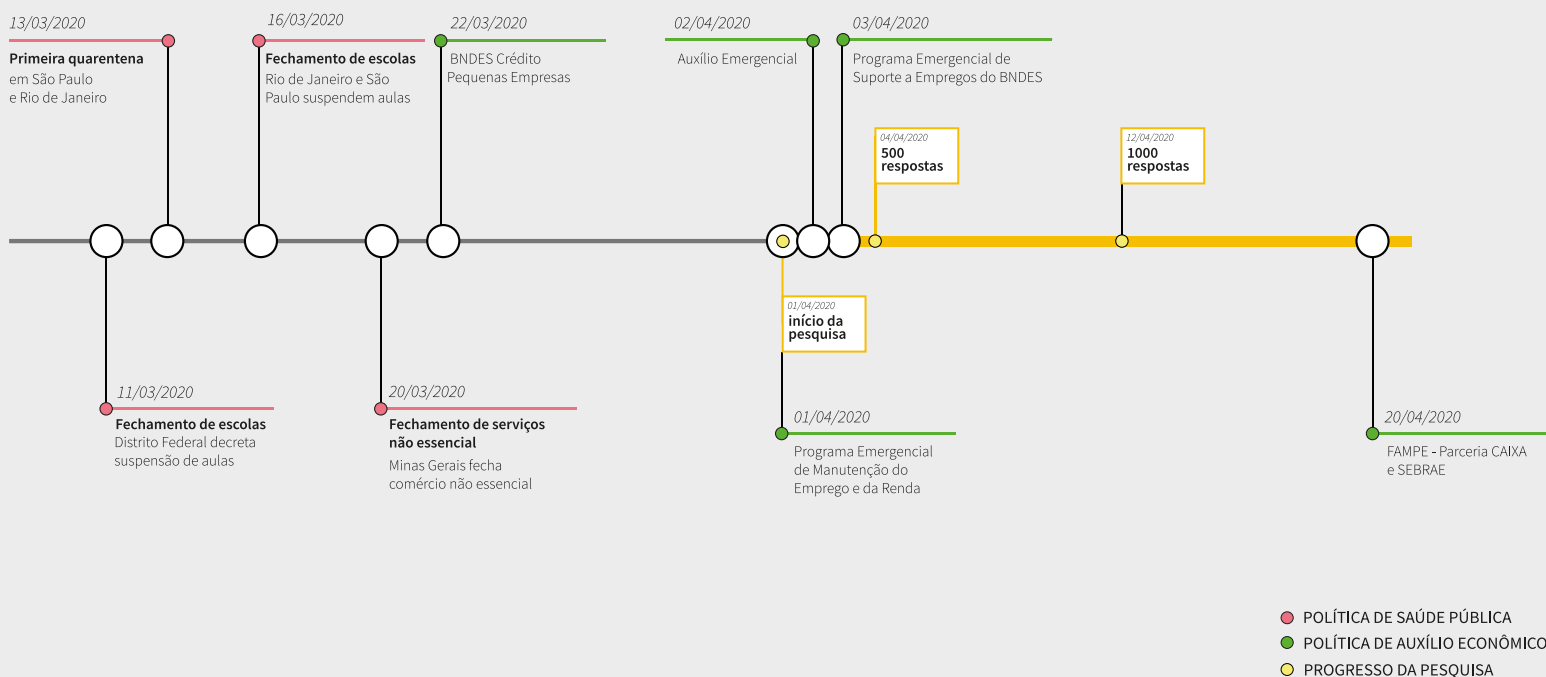 13/03/2020
Primeira quarentena
em São Paulo
e Rio de Janeiro
16/03/2020
Fechamento de escolas
Rio de Janeiro e São
Paulo suspendem aulas
22/03/2020
BNDES Crédito
Pequenas Empresas
02/04/2020
Auxílio Emergencial
03/04/2020
Programa Emergencial de
Suporte a Empregos do BNDES
04/04/2020
500
respostas
12/04/2020
1000
respostas
01/04/2020
início da
pesquisa
11/03/2020
Fechamento de escolas
Distrito Federal decreta
suspensão de aulas
20/03/2020
Fechamento de serviços
não essencial
Minas Gerais fecha
comércio não essencial
01/04/2020
Programa Emergencial
de Manutenção do
Emprego e da Renda
20/04/2020
FAMPE - Parceria CAIXA
e SEBRAE
POLÍTICA DE SAÚDE PÚBLICA
POLÍTICA DE AUXÍLIO ECONÔMICO
PROGRESSO DA PESQUISA